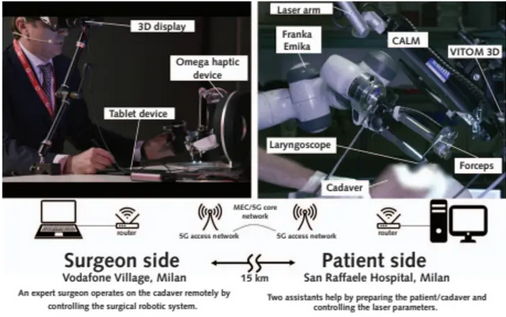 3D display
Omega haptic
device
Tablet device
Laser arm
Franka
Emika
CALM
VITOM 3D
Laryngoscope
Forceps
Cadaver
router
5G access network
MEC/5G core
network
5G access network
router
Surgeon side
Vodafone Village, Milan
An expert surgeon operates on the cadaver remotely by
controlling the surgical robotic system.
15 km
Patient side
San Raffaele Hospital, Milan
Two assistants help by preparing the patient/cadaver and
controlling the laser parameters.